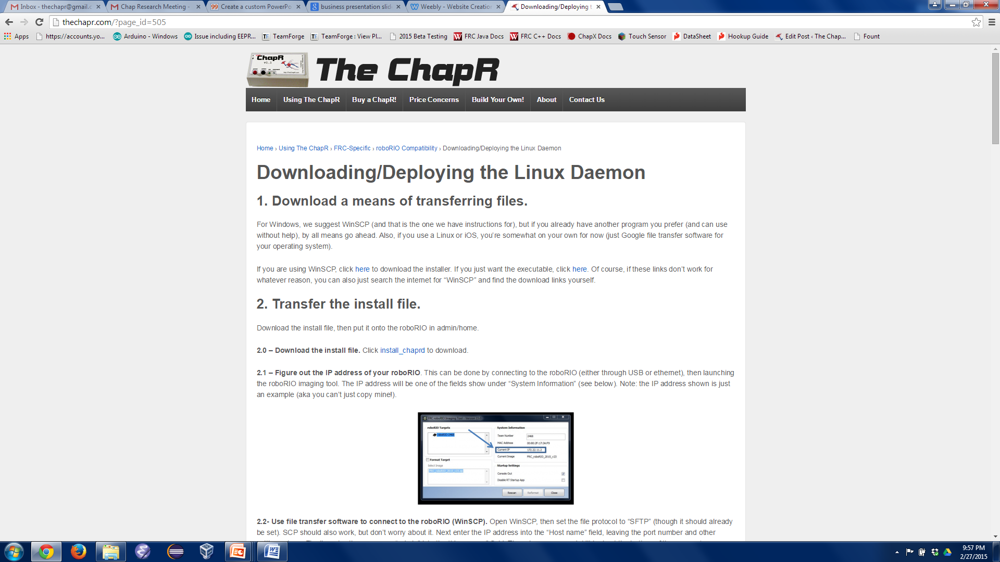 Inbox - thechapr@gmail.c
Chap Research Meeting -
Create a custom PowerPo
business presentation slid
Weebly - Website Creation
Downloading/Deploying t
thechapr.com/?page_id=505
Apps
https://accounts.yo...
Arduino - Windows
Issue including EEPR...
TeamForge
TeamForge : View Pl...
2015 Beta Testing
FRC Java Docs
FRC C++ Docs
ChapX Docs
Touch Sensor
DataSheet
Hookup Guide
Edit Post ‹ The Chap...
Fount
ChapR
v1.1
The ChapR
Home
Using The ChapR
Buy a ChapR!
Price Concerns
Build Your Own!
About
Contact Us
Home › Using The ChapR › FRC-Specific › roboRIO Compatibility › Downloading/Deploying the Linux Daemon
Downloading/Deploying the Linux Daemon
1. Download a means of transferring files.
For Windows, we suggest WinSCP (and that is the one we have instructions for), but if you already have another program you prefer (and can use
without help), by all means go ahead. Also, if you use a Linux or iOS, you're somewhat on your own for now (just Google file transfer software for
your operating system).
If you are using WinSCP, click here to download the installer. If you just want the executable, click here. Of course, if these links don't work for
whatever reason, you can also just search the internet for “WinSCP” and find the download links yourself.
2. Transfer the install file.
Download the install file, then put it onto the roboRIO in admin/home.
2.0 – Download the install file. Click install_chaprd to download.
2.1 – Figure out the IP address of your roboRIO. This can be done by connecting to the roboRIO (either through USB or ethernet), then launching
the roboRIO imaging tool. The IP address will be one of the fields show under “System Information” (see below). Note: the IP address shown is just
an example (aka you can't just copy mine!).
FRC roboRIO Imaging Tool - Version 15.0
roboRIO Targets
roboRIO-2468
System Information
Team Number 2468
MAC Address 00:80:2F:17:3A:F9
Current IP 172.22.11.2
Current Image FRC_roboRIO_2015_v23
Format Target
Select Image
Startup Settings
Console Out
Disable RT Startup App
Rescan
Reformat
Close
2.2- Use file transfer software to connect to the roboRIO (WinSCP). Open WinSCP, then set the file protocol to “SFTP” (though it should already
be set). SCP should also work, but don't worry about it. Next enter the IP address into the “Host name” field, leaving the port number and other
9:57 PM
2/27/2015